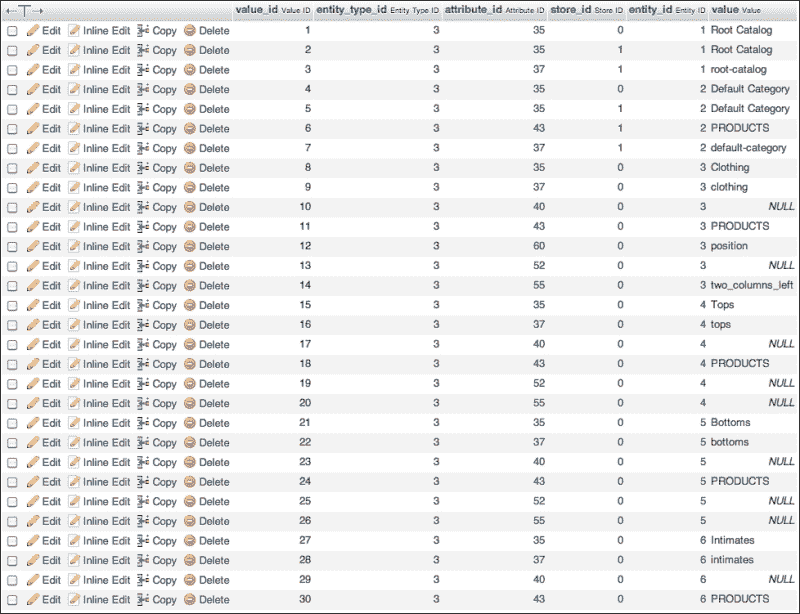 value_id Value ID entity_type_id Entity Type ID attribute_id Attribute ID store_id Store ID entity_id Entity ID value Value
Edit Inline Edit Copy Delete 1 3 35 0 1 Root Catalog
Edit Inline Edit Copy Delete 2 3 35 1 1 Root Catalog
Edit Inline Edit Copy Delete 3 3 37 1 1 root-catalog
Edit Inline Edit Copy Delete 4 3 35 0 2 Default Category
Edit Inline Edit Copy Delete 5 3 35 1 2 Default Category
Edit Inline Edit Copy Delete 6 3 43 1 2 PRODUCTS
Edit Inline Edit Copy Delete 7 3 37 1 2 default-category
Edit Inline Edit Copy Delete 8 3 35 0 3 Clothing
Edit Inline Edit Copy Delete 9 3 37 0 3 clothing
Edit Inline Edit Copy Delete 10 3 40 0 3 NULL
Edit Inline Edit Copy Delete 11 3 43 0 3 PRODUCTS
Edit Inline Edit Copy Delete 12 3 60 0 3 position
Edit Inline Edit Copy Delete 13 3 52 0 3 NULL
Edit Inline Edit Copy Delete 14 3 55 0 3 two_columns_left
Edit Inline Edit Copy Delete 15 3 35 0 4 Tops
Edit Inline Edit Copy Delete 16 3 37 0 4 tops
Edit Inline Edit Copy Delete 17 3 40 0 4 NULL
Edit Inline Edit Copy Delete 18 3 43 0 4 PRODUCTS
Edit Inline Edit Copy Delete 19 3 52 0 4 NULL
Edit Inline Edit Copy Delete 20 3 55 0 4 NULL
Edit Inline Edit Copy Delete 21 3 35 0 5 Bottoms
Edit Inline Edit Copy Delete 22 3 37 0 5 bottoms
Edit Inline Edit Copy Delete 23 3 40 0 5 NULL
Edit Inline Edit Copy Delete 24 3 43 0 5 PRODUCTS
Edit Inline Edit Copy Delete 25 3 52 0 5 NULL
Edit Inline Edit Copy Delete 26 3 55 0 5 NULL
Edit Inline Edit Copy Delete 27 3 35 0 6 Intimates
Edit Inline Edit Copy Delete 28 3 37 0 6 intimates
Edit Inline Edit Copy Delete 29 3 40 0 6 NULL
Edit Inline Edit Copy Delete 30 3 43 0 6 PRODUCTS